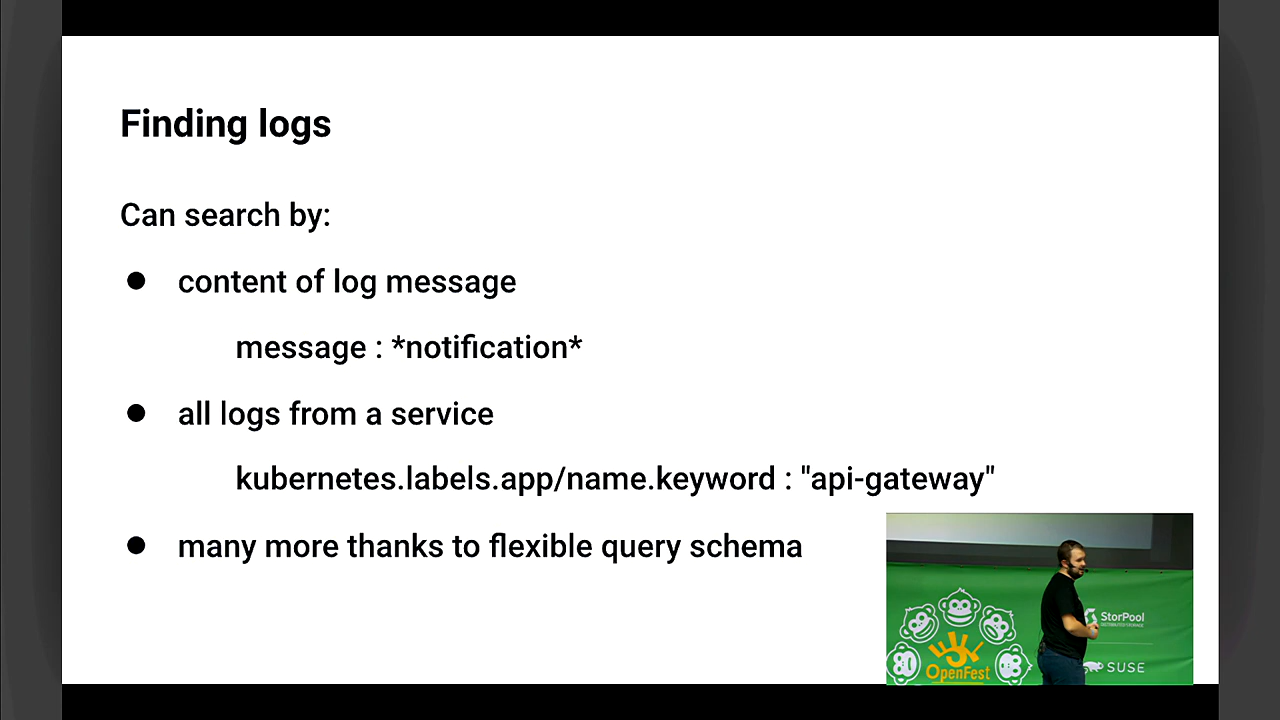 Finding logs
Can search by:
● content of log message
message : *notification*
● all logs from a service
kubernetes.labels.app/name.keyword : "api-gateway"
● many more thanks to flexible query schema
StorPool
SUSE
OpenFest